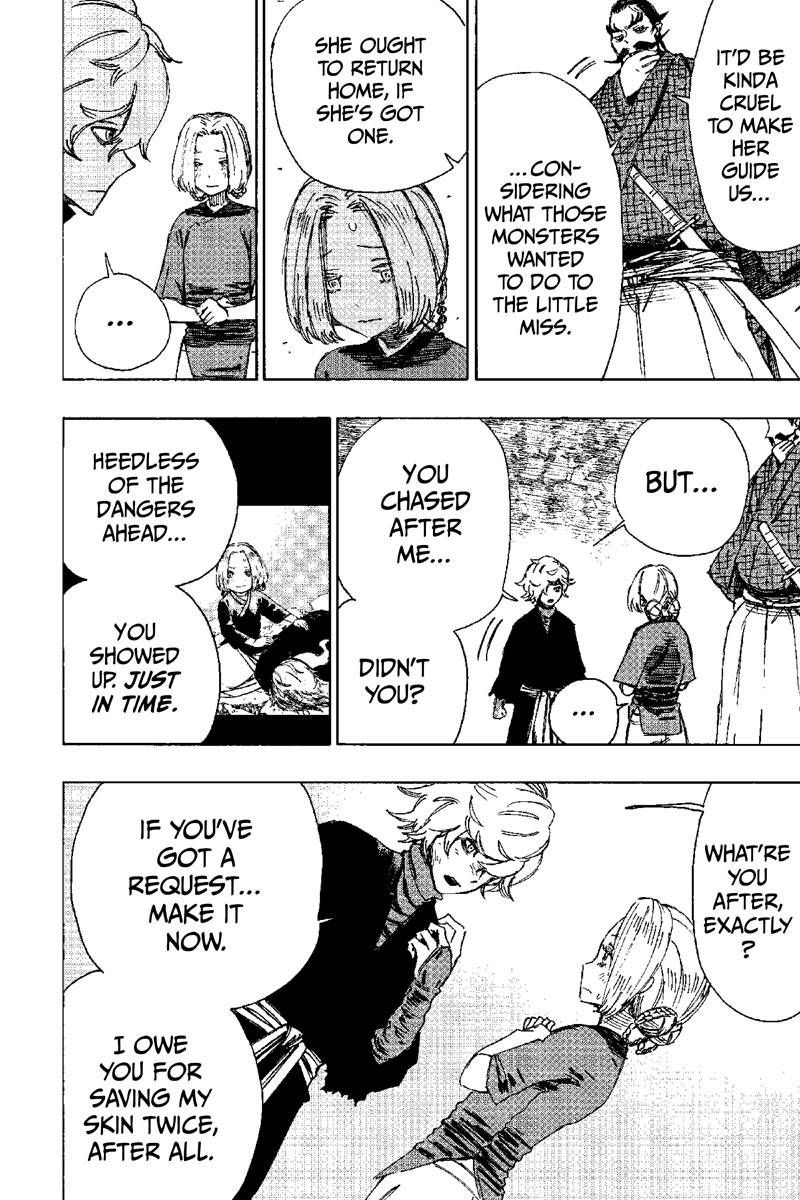 IT'D BE
KINDA
CRUEL
TO MAKE
HER
GUIDE
US...
...CON-
SIDERING
WHAT THOSE
MONSTERS
WANTED
TO DO TO
THE LITTLE
MISS.
SHE OUGHT
TO RETURN
HOME, IF
SHE'S GOT
ONE.
...
BUT...
YOU
CHASED
AFTER
ME...
DIDN'T
YOU?
...
HEEDLESS
OF THE
DANGERS
AHEAD...
YOU
SHOWED
UP. JUST
IN TIME.
WHAT'RE
YOU
AFTER,
EXACTLY
?
IF YOU'VE
GOT A
REQUEST...
MAKE IT
NOW.
I OWE
YOU FOR
SAVING MY
SKIN TWICE,
AFTER ALL.